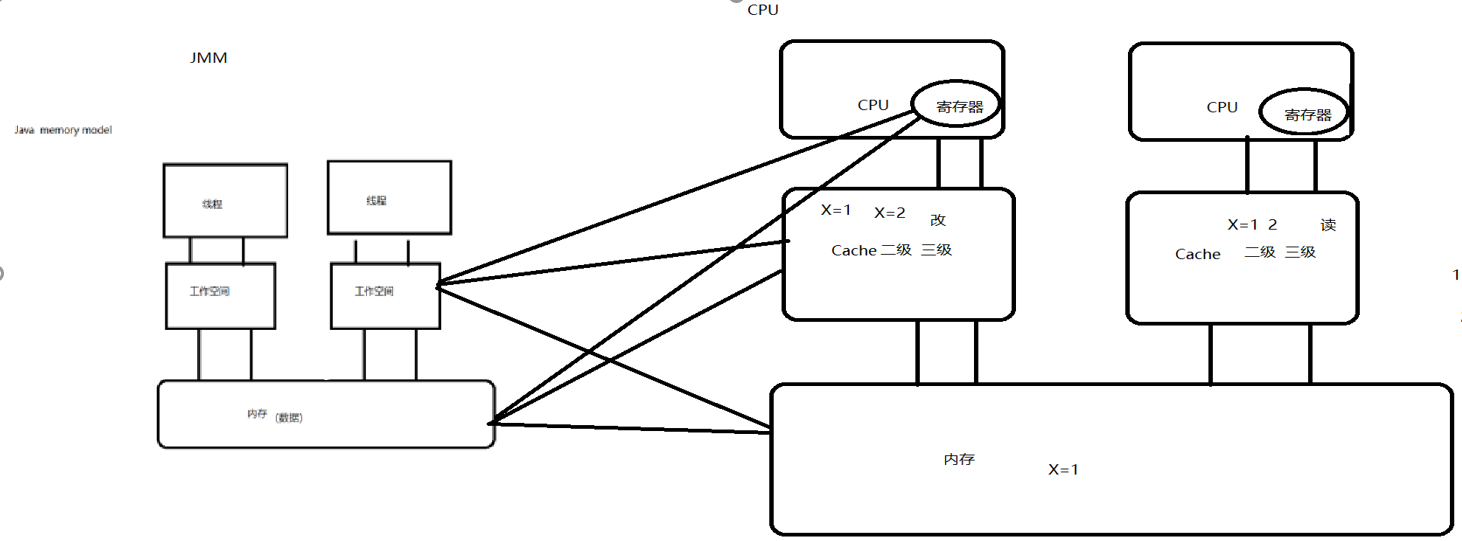 CPU
JMM
Java memory model
线程
线程
工作空间
工作空间
内存 (数据)
CPU 寄存器
CPU 寄存器
X=1 X=2 改
Cache 二级 三级
X=1 2 读
Cache 二级 三级
内存 X=1
1